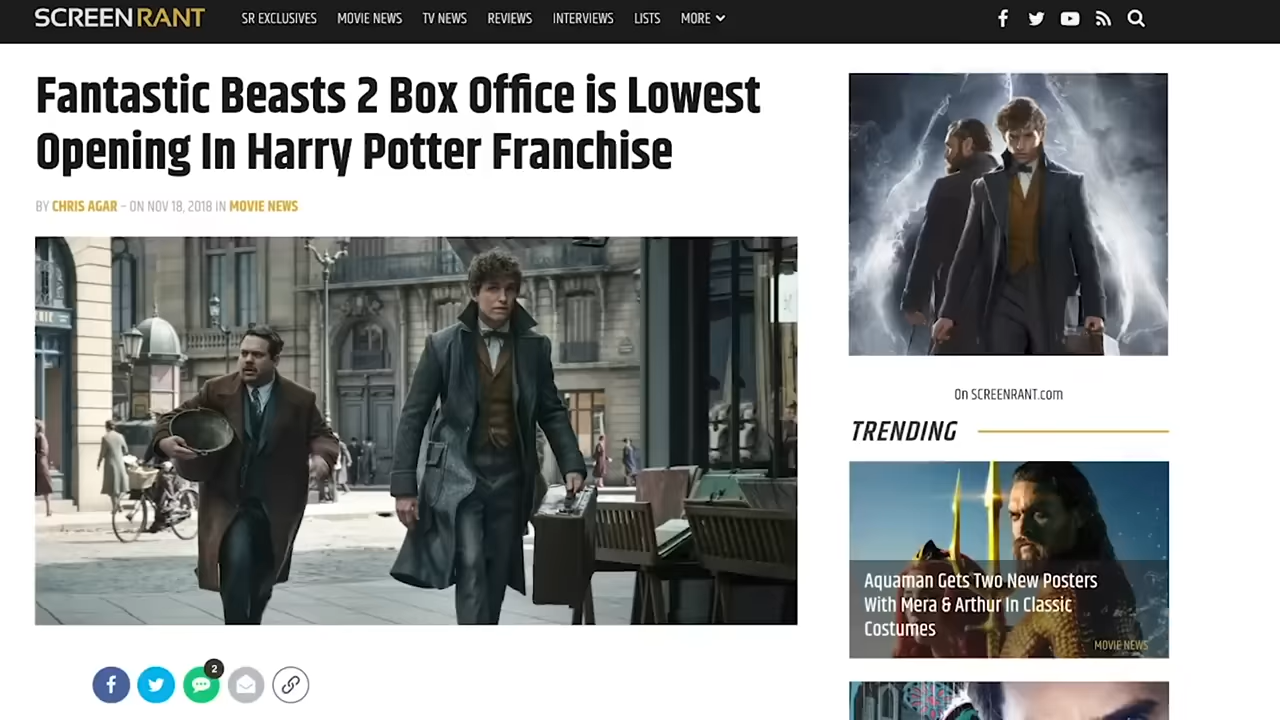 SCREENRANT
SR EXCLUSIVES MOVIE NEWS TV NEWS REVIEWS INTERVIEWS LISTS MORE
Fantastic Beasts 2 Box Office is Lowest
Opening In Harry Potter Franchise
BY CHRIS AGAR – ON NOV 18, 2018 IN MOVIE NEWS
2
On SCREENRANT.com
TRENDING
Aquaman Gets Two New Posters
With Mera & Arthur In Classic
Costumes
MOVIE NEWS